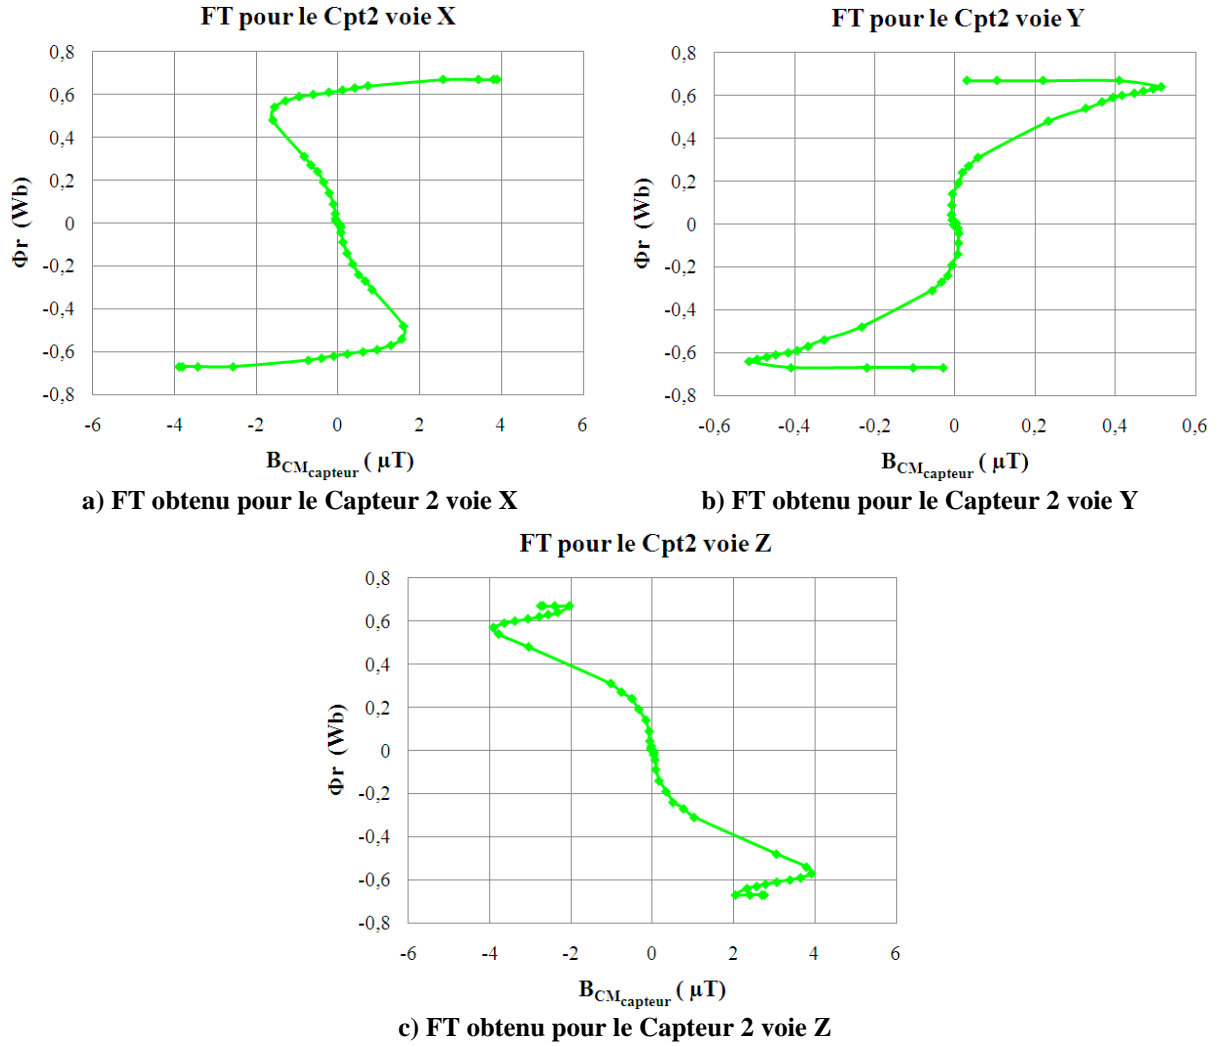 FT pour le Cpt2 voie X
0,8
0,6
0,4
0,2
0
-0,2
-0,4
-0,6
-0,8
Φr (Wb)
-6 -4 -2 0 2 4 6
BCMcapteur ( µT)
a) FT obtenu pour le Capteur 2 voie X
FT pour le Cpt2 voie Y
0,8
0,6
0,4
0,2
0
-0,2
-0,4
-0,6
-0,8
Φr (Wb)
-0,6 -0,4 -0,2 0 0,2 0,4 0,6
BCMcapteur ( µT)
b) FT obtenu pour le Capteur 2 voie Y
FT pour le Cpt2 voie Z
0,8
0,6
0,4
0,2
0
-0,2
-0,4
-0,6
-0,8
Φr (Wb)
-6 -4 -2 0 2 4 6
BCMcapteur ( µT)
c) FT obtenu pour le Capteur 2 voie Z